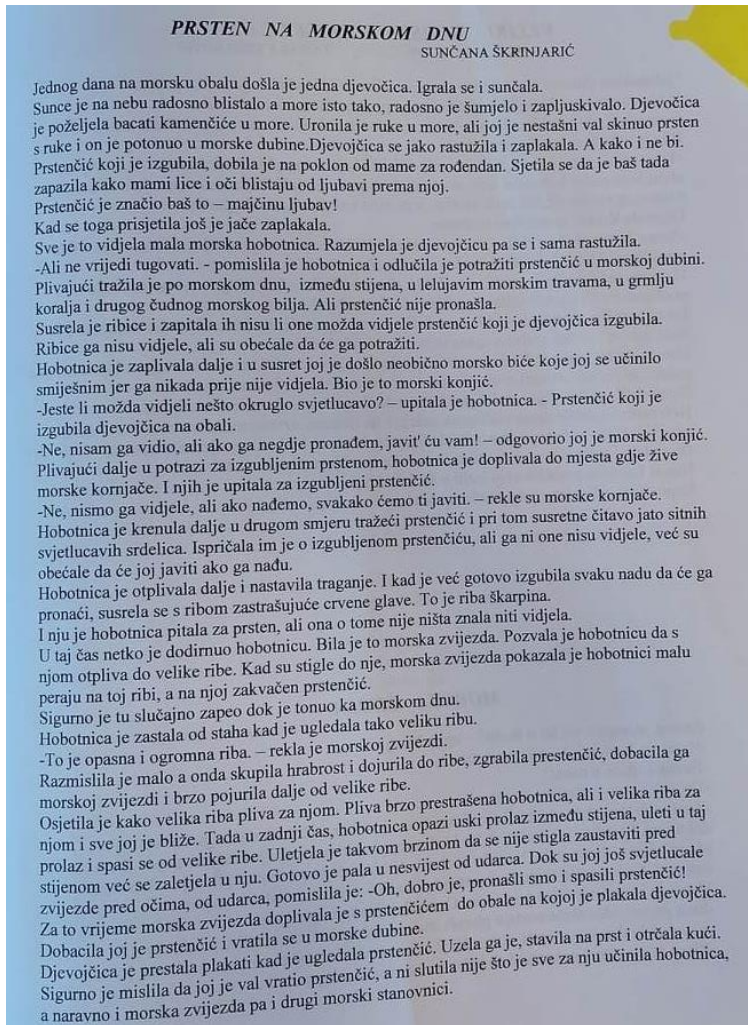 PRSTEN NA MORSKOM DNU
SUNČANA ŠKRINJARIĆ
Jednog dana na morsku obalu došla je jedna djevočica. Igrala se i sunčala.
Sunce je na nebu radosno blistalo a more isto tako, radosno je šumjelo i zapljuskivalo. Djevočica
je poželjela bacati kamenčiće u more. Uronila je ruke u more, ali joj je nestašni val skinuo prsten
s ruke i on je potonuo u morske dubine.Djevojčica se jako rastužila i zaplakala. A kako i ne bi.
Prstenčić koji je izgubila, dobila je na poklon od mame za rođendan. Sjetila se da je baš tada
zapazila kako mami lice i oči blistaju od ljubavi prema njoj.
Prstenčić je značio baš to – majčinu ljubav!
Kad se toga prisjetila još je jače zaplakala.
Sve je to vidjela mala morska hobotnica. Razumjela je djevojčicu pa se i sama rastužila.
-Ali ne vrijedi tugovati. - pomislila je hobotnica i odlučila je potražiti prstenčić u morskoj dubini.
Plivajući tražila je po morskom dnu, između stijena, u lelujavim morskim travama, u grmlju
koralja i drugog čudnog morskog bilja. Ali prstenčić nije pronašla.
Susrela je ribice i zapitala ih nisu li one možda vidjele prstenčić koji je djevojčica izgubila.
Ribice ga nisu vidjele, ali su obećale da će ga potražiti.
Hobotnica je zaplivala dalje i u susret joj je došlo neobično morsko biće koje joj se učinilo
smiješnim jer ga nikada prije nije vidjela. Bio je to morski konjić.
-Jeste li možda vidjeli nešto okruglo svjetlucavo? – upitala je hobotnica. - Prstenčić koji je
izgubila djevojčica na obali.
-Ne, nisam ga vidio, ali ako ga negdje pronađem, javit' ću vam! – odgovorio joj je morski konjić.
Plivajući dalje u potrazi za izgubljenim prstenom, hobotnica je doplivala do mjesta gdje žive
morske kornjače. I njih je upitala za izgubljeni prstenčić.
-Ne, nismo ga vidjele, ali ako nađemo, svakako ćemo ti javiti. – rekle su morske kornjače.
Hobotnica je krenula dalje u drugom smjeru tražeći prstenčić i pri tom susretne čitavo jato sitnih
svjetlucavih srdelica. Ispričala im je o izgubljenom prstenčiću, ali ga ni one nisu vidjele, već su
obećale da će joj javiti ako ga nađu.
Hobotnica je otplivala dalje i nastavila traganje. I kad je već gotovo izgubila svaku nadu da će ga
pronaći, susrela se s ribom zastrašujuće crvene glave. To je riba škarpina.
I nju je hobotnica pitala za prsten, ali ona o tome nije ništa znala niti vidjela.
U taj čas netko je dodirnuo hobotnicu. Bila je to morska zvijezda. Pozvala je hobotnicu da s
njom otpliva do velike ribe. Kad su stigle do nje, morska zvijezda pokazala je hobotnici malu
peraju na toj ribi, a na njoj zakvačen prstenčić.
Sigurno je tu slučajno zapeo dok je tonuo ka morskom dnu.
Hobotnica je zastala od staha kad je ugledala tako veliku ribu.
-To je opasna i ogromna riba. – rekla je morskoj zvijezdi.
Razmislila je malo a onda skupila hrabrost i dojurila do ribe, zgrabila prestenčić, dobacila ga
morskoj zvijezdi i brzo pojurila dalje od velike ribe.
Osjetila je kako velika riba pliva za njom. Pliva brzo prestrašena hobotnica, ali i velika riba za
njom i sve joj je bliže. Tada u zadnji čas, hobotnica opazi uski prolaz između stijena, uleti u taj
prolaz i spasi se od velike ribe. Uletjela je takvom brzinom da se nije stigla zaustaviti pred
stijenom već se zaletjela u nju. Gotovo je pala u nesvijest od udarca. Dok su joj još svjetlucale
zvijezde pred očima, od udarca, pomislila je: -Oh, dobro je, pronašli smo i spasili prstenčić!
Za to vrijeme morska zvijezda doplivala je s prstenčićem do obale na kojoj je plakala djevojčica.
Dobacila joj je prstenčić i vratila se u morske dubine.
Djevojčica je prestala plakati kad je ugledala prstenčić. Uzela ga je, stavila na prst i otrčala kući.
Sigurno je mislila da joj je val vratio prstenčić, a ni slutila nije što je sve za nju učinila hobotnica,
a naravno i morska zvijezda pa i drugi morski stanovnici.